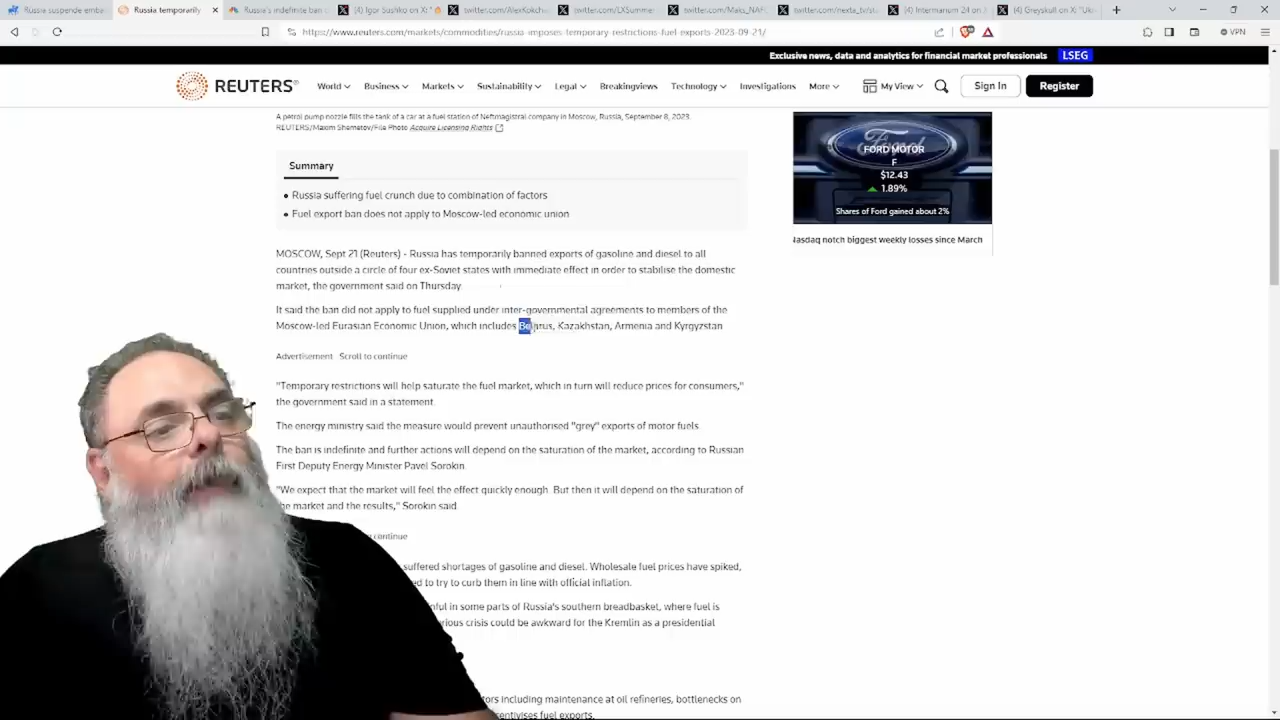 Russia suspende emb
Russia temporarily
Russia's indefinite ban
(4) Igor Sushko on X: "
twitter.com/AlexKokch
twitter.com/LXSummer
twitter.com/Maks_NAF
twitter.com/nexta_tv/st
(4) Intermarium 24 on X
(4) Greyskull on X: "Uk
https://www.reuters.com/markets/commodities/russia-imposes-temporary-restrictions-fuel-exports-2023-09-21/
VPN
Exclusive news, data and analytics for financial market professionals LSEG
REUTERS® World Business Markets Sustainability Legal Breakingviews Technology Investigations More My View Sign In Register
A petrol pump nozzle fills the tank of a car at a fuel station of Neftmagistral company in Moscow, Russia, September 8, 2023.
REUTERS/Maxim Shemetov/File Photo Acquire Licensing Rights
Summary
Russia suffering fuel crunch due to combination of factors
Fuel export ban does not apply to Moscow-led economic union
MOSCOW, Sept 21 (Reuters) - Russia has temporarily banned exports of gasoline and diesel to all
countries outside a circle of four ex-Soviet states with immediate effect in order to stabilise the domestic
market, the government said on Thursday.
It said the ban did not apply to fuel supplied under inter-governmental agreements to members of the
Moscow-led Eurasian Economic Union, which includes Belarus, Kazakhstan, Armenia and Kyrgyzstan
Advertisement Scroll to continue
"Temporary restrictions will help saturate the fuel market, which in turn will reduce prices for consumers,"
the government said in a statement.
The energy ministry said the measure would prevent unauthorised "grey" exports of motor fuels.
The ban is indefinite and further actions will depend on the saturation of the market, according to Russian
First Deputy Energy Minister Pavel Sorokin.
"We expect that the market will feel the effect quickly enough. But then it will depend on the saturation of
the market and the results," Sorokin said.
continue
suffered shortages of gasoline and diesel. Wholesale fuel prices have spiked,
ed to try to curb them in line with official inflation.
nful in some parts of Russia's southern breadbasket, where fuel is
rious crisis could be awkward for the Kremlin as a presidential
tors including maintenance at oil refineries, bottlenecks on
centivises fuel exports.
Ford
FORD MOTOR
F
$12.43
1.89%
Shares of Ford gained about 2%
Nasdaq notch biggest weekly losses since March